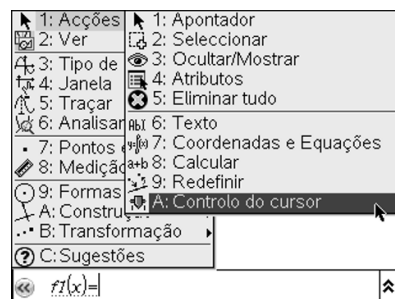 1: Acções
2: Ver
3: Tipo de
4: Janela
5: Traçar
6: Analisar
7: Pontos
8: Mediçã
9: Formas
A: Constru
B: Transformação
C: Sugestões
1: Apontador
2: Seleccionar
3: Ocultar/Mostrar
4: Atributos
5: Eliminar tudo
6: Texto
7: Coordenadas e Equações
8: Calcular
9: Redefinir
A: Controlo do cursor
f1(x)=